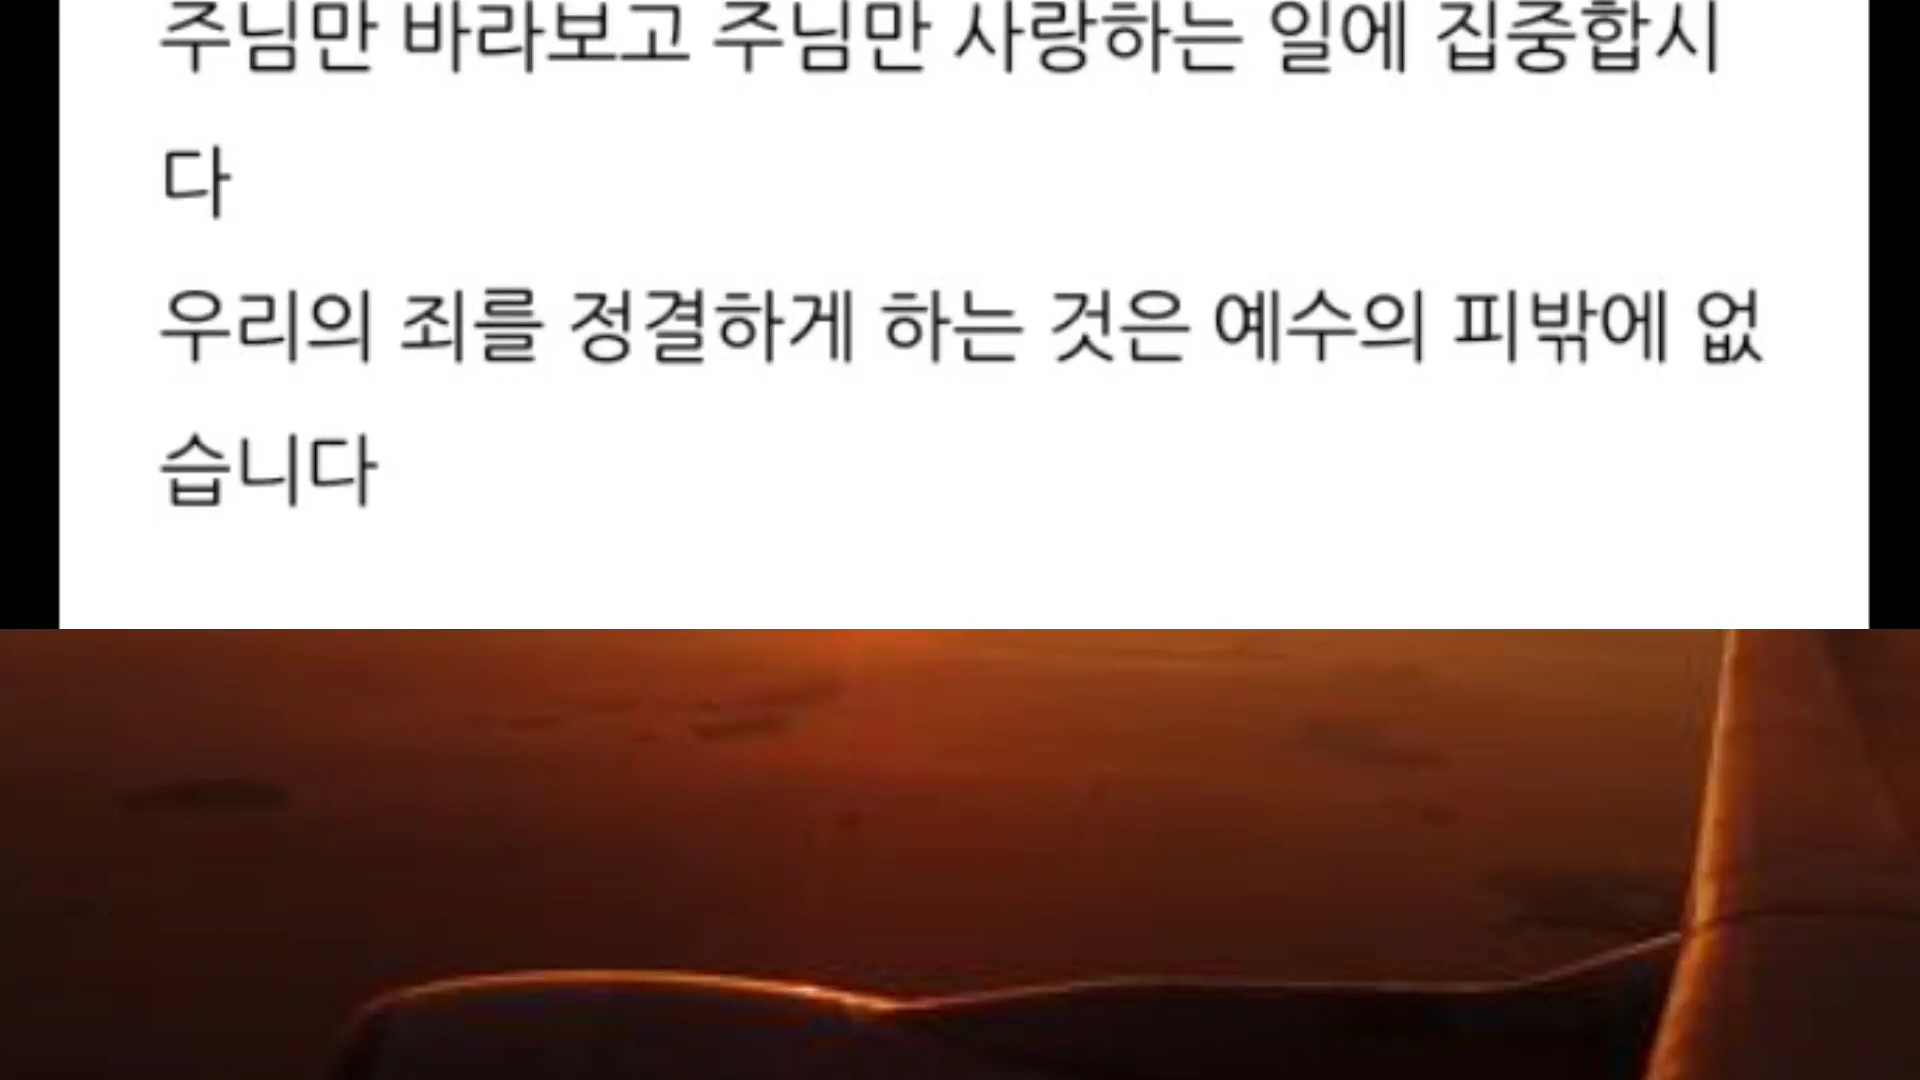 주님만 바라보고 주님만 사랑하는 일에 집중합시
다
우리의 죄를 정결하게 하는 것은 예수의 피밖에 없
습니다